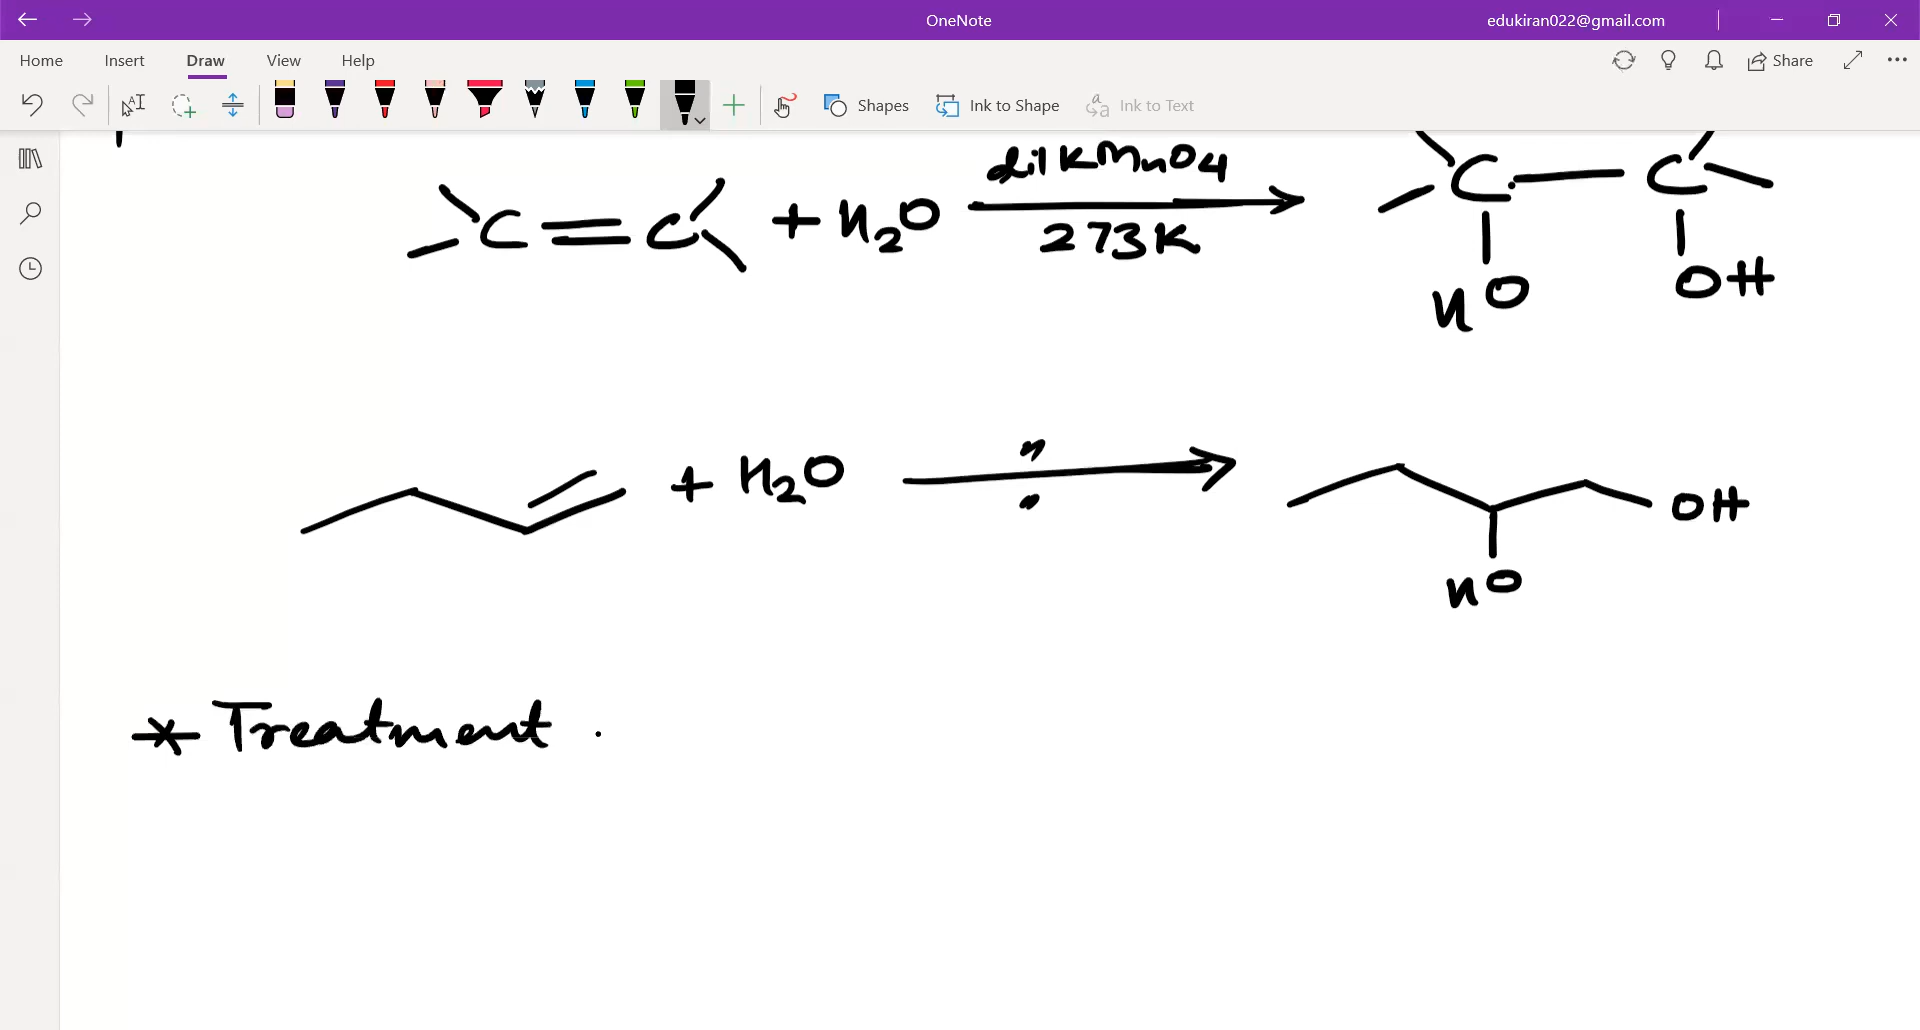 OneNote
edukiran022@gmail.com
Home Insert Draw View Help
Share
Shapes Ink to Shape Ink to Text
dil KMnO4
C = C + H2O
273K
C — C
HO OH
+ H2O
" "
OH
HO
* Treatment